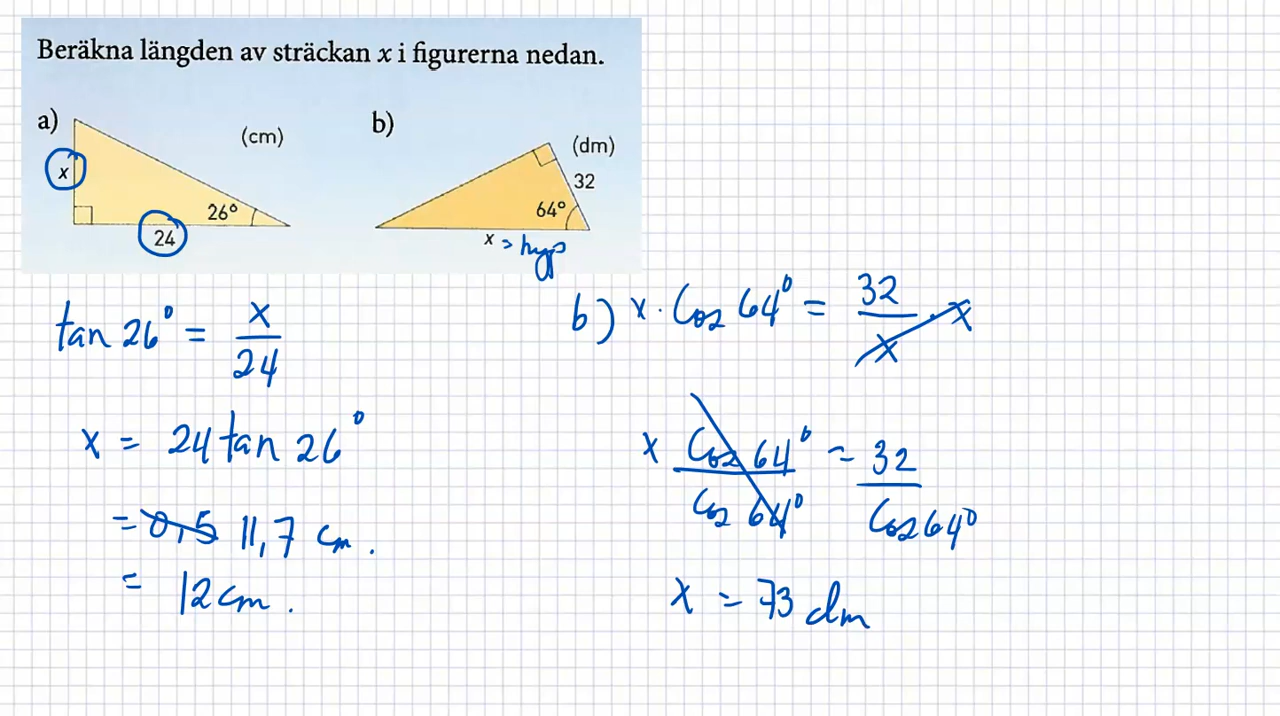 Beräkna längden av sträckan x i figurerna nedan.
a)
(cm)
x
26°
24
b)
(dm)
32
64°
x = hyp
tan 26° = x/24
x = 24 tan 26°
= 0,5 11,7 cm.
= 12 cm.
b) x · Cos 64° = 32/x · x
x Cos 64°/cos 64° = 32/Cos 64°
x = 73 dm